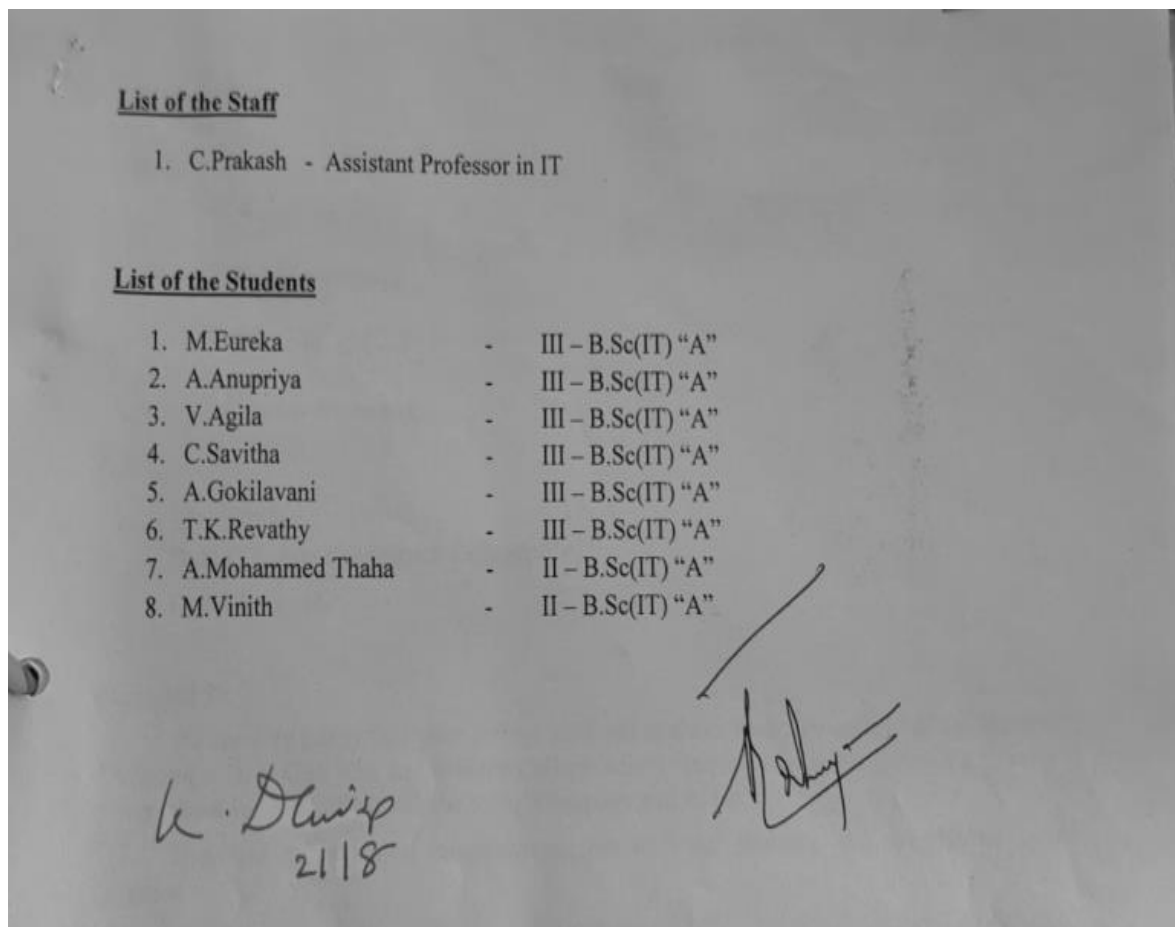 List of the Staff
1. C.Prakash - Assistant Professor in IT
List of the Students
1. M.Eureka - III – B.Sc(IT) “A”
2. A.Anupriya - III – B.Sc(IT) “A”
3. V.Agila - III – B.Sc(IT) “A”
4. C.Savitha - III – B.Sc(IT) “A”
5. A.Gokilavani - III – B.Sc(IT) “A”
6. T.K.Revathy - III – B.Sc(IT) “A”
7. A.Mohammed Thaha - II – B.Sc(IT) “A”
8. M.Vinith - II – B.Sc(IT) “A”
K.
21/8